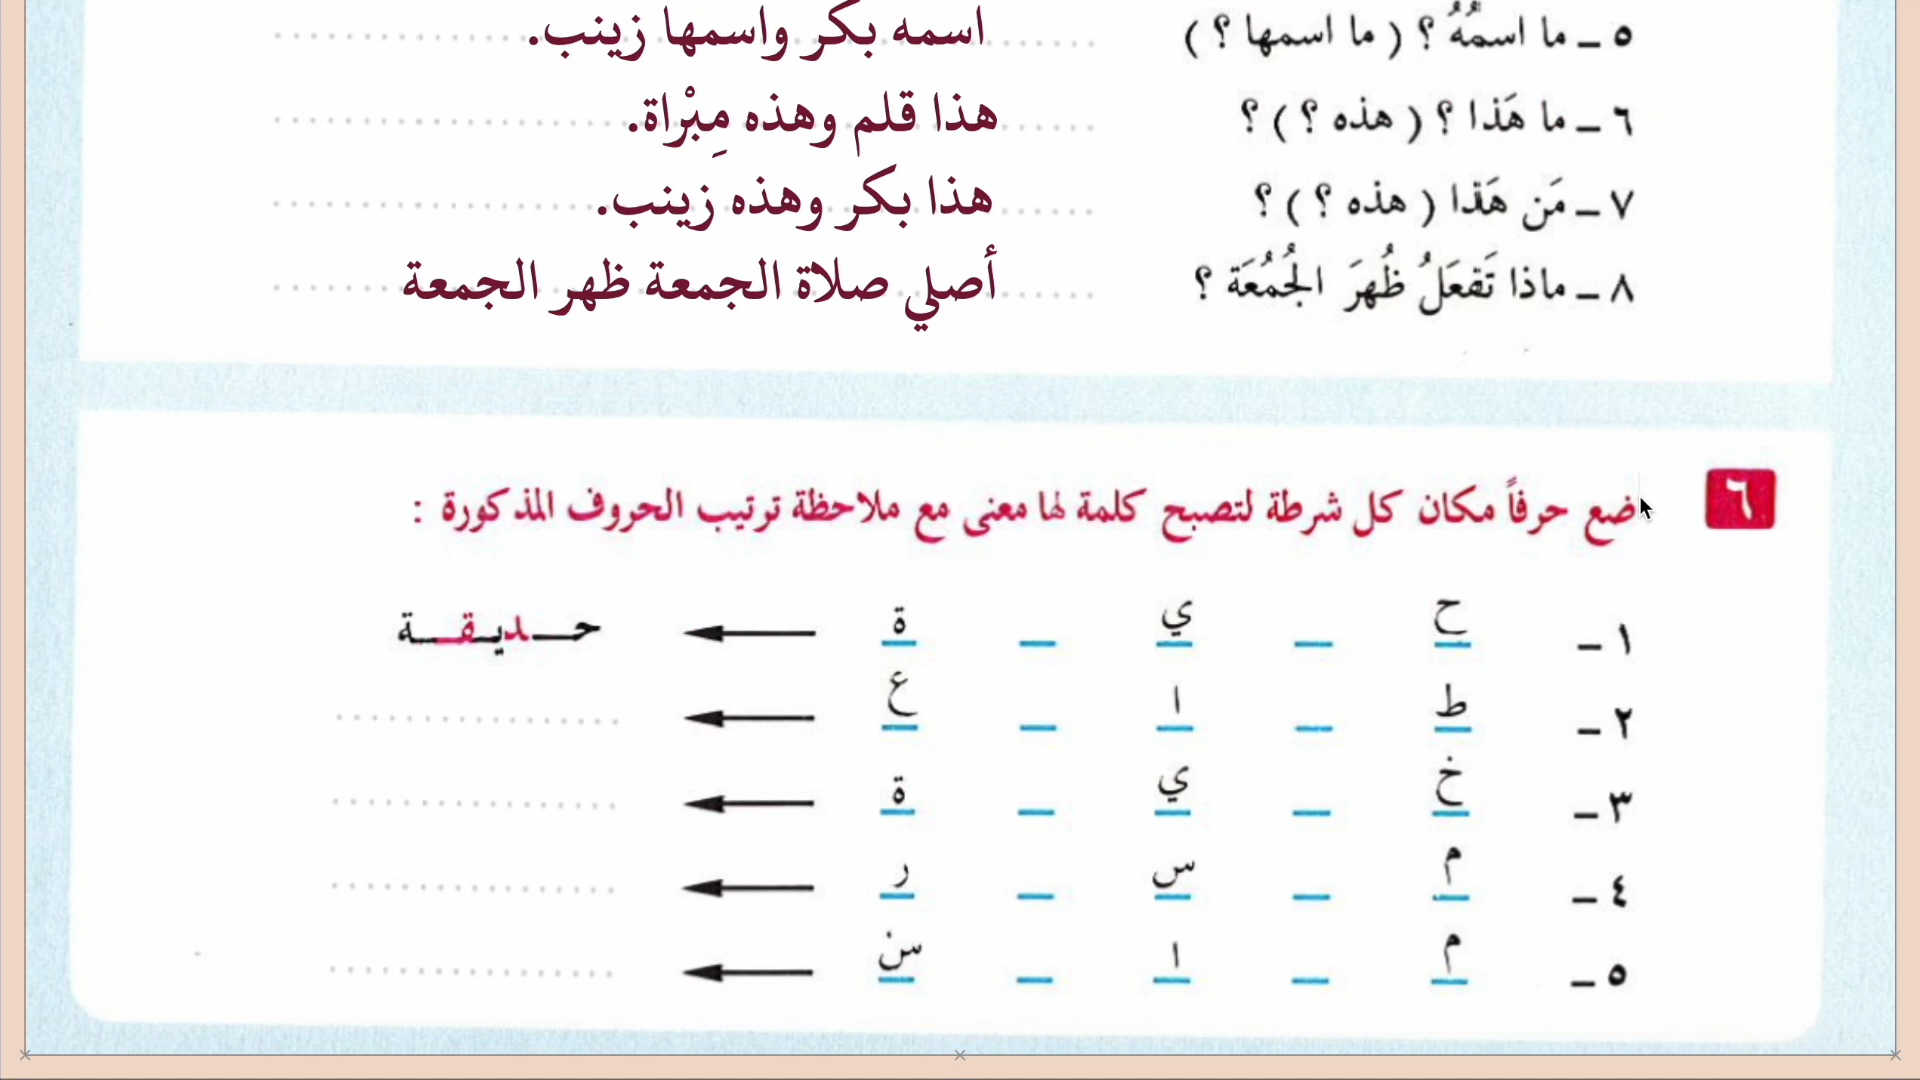 ٥ – ما اسمُهُ ؟ ( ما اسمها ؟ ) اسمه بكر واسمها زينب.
٦ – ما هَذا ؟ ( هذه ؟ ) ؟ هذا قلم وهذه مِبْراة.
٧ – مَن هَذا ( هذه ؟ ) ؟ هذا بكر وهذه زينب.
٨ – ماذا تَفعَلُ ظُهرَ الجُمُعَة ؟ أصلي صلاة الجمعة ظهر الجمعة
٦ ضع حرفاً مكان كل شرطة لتصبح كلمة لها معنى مع ملاحظة ترتيب الحروف المذكورة :
١ – ح _ ي _ ة حـديقـة
٢ – ط _ ا _ ع
٣ – خ _ ي _ ة
٤ – م _ س _ ر
٥ – م _ ا _ س